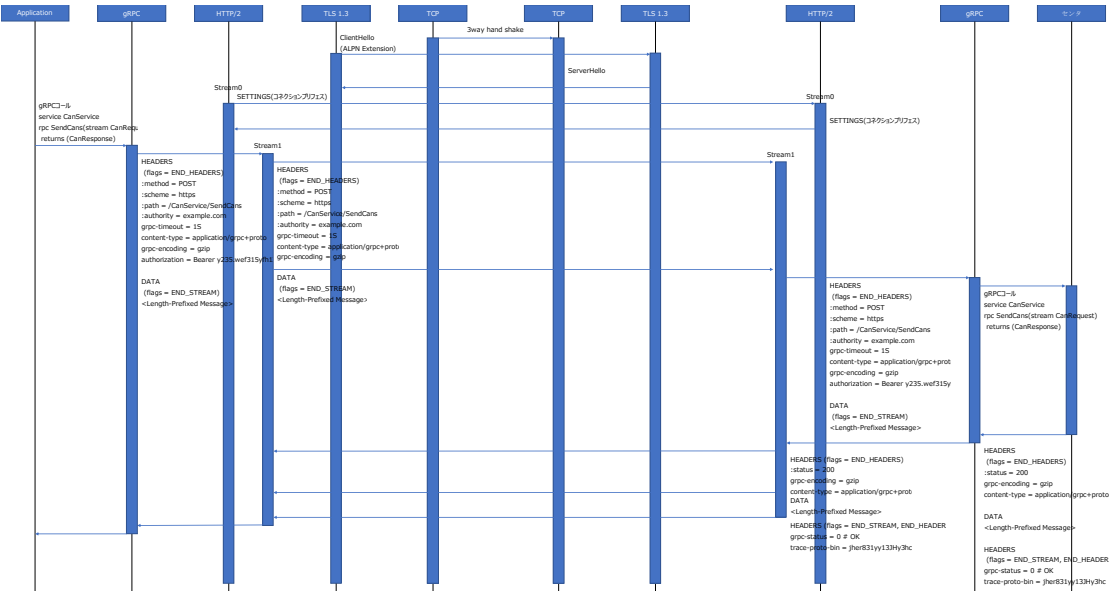 Application
gRPC
HTTP/2
TLS 1.3
TCP
TCP
TLS 1.3
HTTP/2
gRPC
センタ
3way hand shake
ClientHello
(ALPN Extension)
ServerHello
Stream0
SETTINGS(コネクションプリフェス)
Stream0
SETTINGS(コネクションプリフェス)
gRPCコール
service CanService
rpc SendCans(stream CanRequ
returns (CanResponse)
Stream1
Stream1
HEADERS
(flags = END_HEADERS)
:method = POST
:scheme = https
:path = /CanService/SendCans
:authority = example.com
grpc-timeout = 1S
content-type = application/grpc+proto
grpc-encoding = gzip
authorization = Bearer y235.wef315yfh1
DATA
(flags = END_STREAM)
<Length-Prefixed Message>
HEADERS
(flags = END_HEADERS)
:method = POST
:scheme = https
:path = /CanService/SendCans
:authority = example.com
grpc-timeout = 1S
content-type = application/grpc+proto
grpc-encoding = gzip
DATA
(flags = END_STREAM)
<Length-Prefixed Message>
HEADERS
(flags = END_HEADERS)
:method = POST
:scheme = https
:path = /CanService/SendCans
:authority = example.com
grpc-timeout = 1S
content-type = application/grpc+prot
grpc-encoding = gzip
authorization = Bearer y235.wef315y
DATA
(flags = END_STREAM)
<Length-Prefixed Message>
gRPCコール
service CanService
rpc SendCans(stream CanRequest)
returns (CanResponse)
HEADERS (flags = END_HEADERS)
:status = 200
grpc-encoding = gzip
content-type = application/grpc+prot
DATA
<Length-Prefixed Message>
HEADERS (flags = END_STREAM, END_HEADER
grpc-status = 0 # OK
trace-proto-bin = jher831yy13JHy3hc
HEADERS
(flags = END_HEADERS)
:status = 200
grpc-encoding = gzip
content-type = application/grpc+proto
DATA
<Length-Prefixed Message>
HEADERS
(flags = END_STREAM, END_HEADER
grpc-status = 0 # OK
trace-proto-bin = jher831yy13JHy3hc